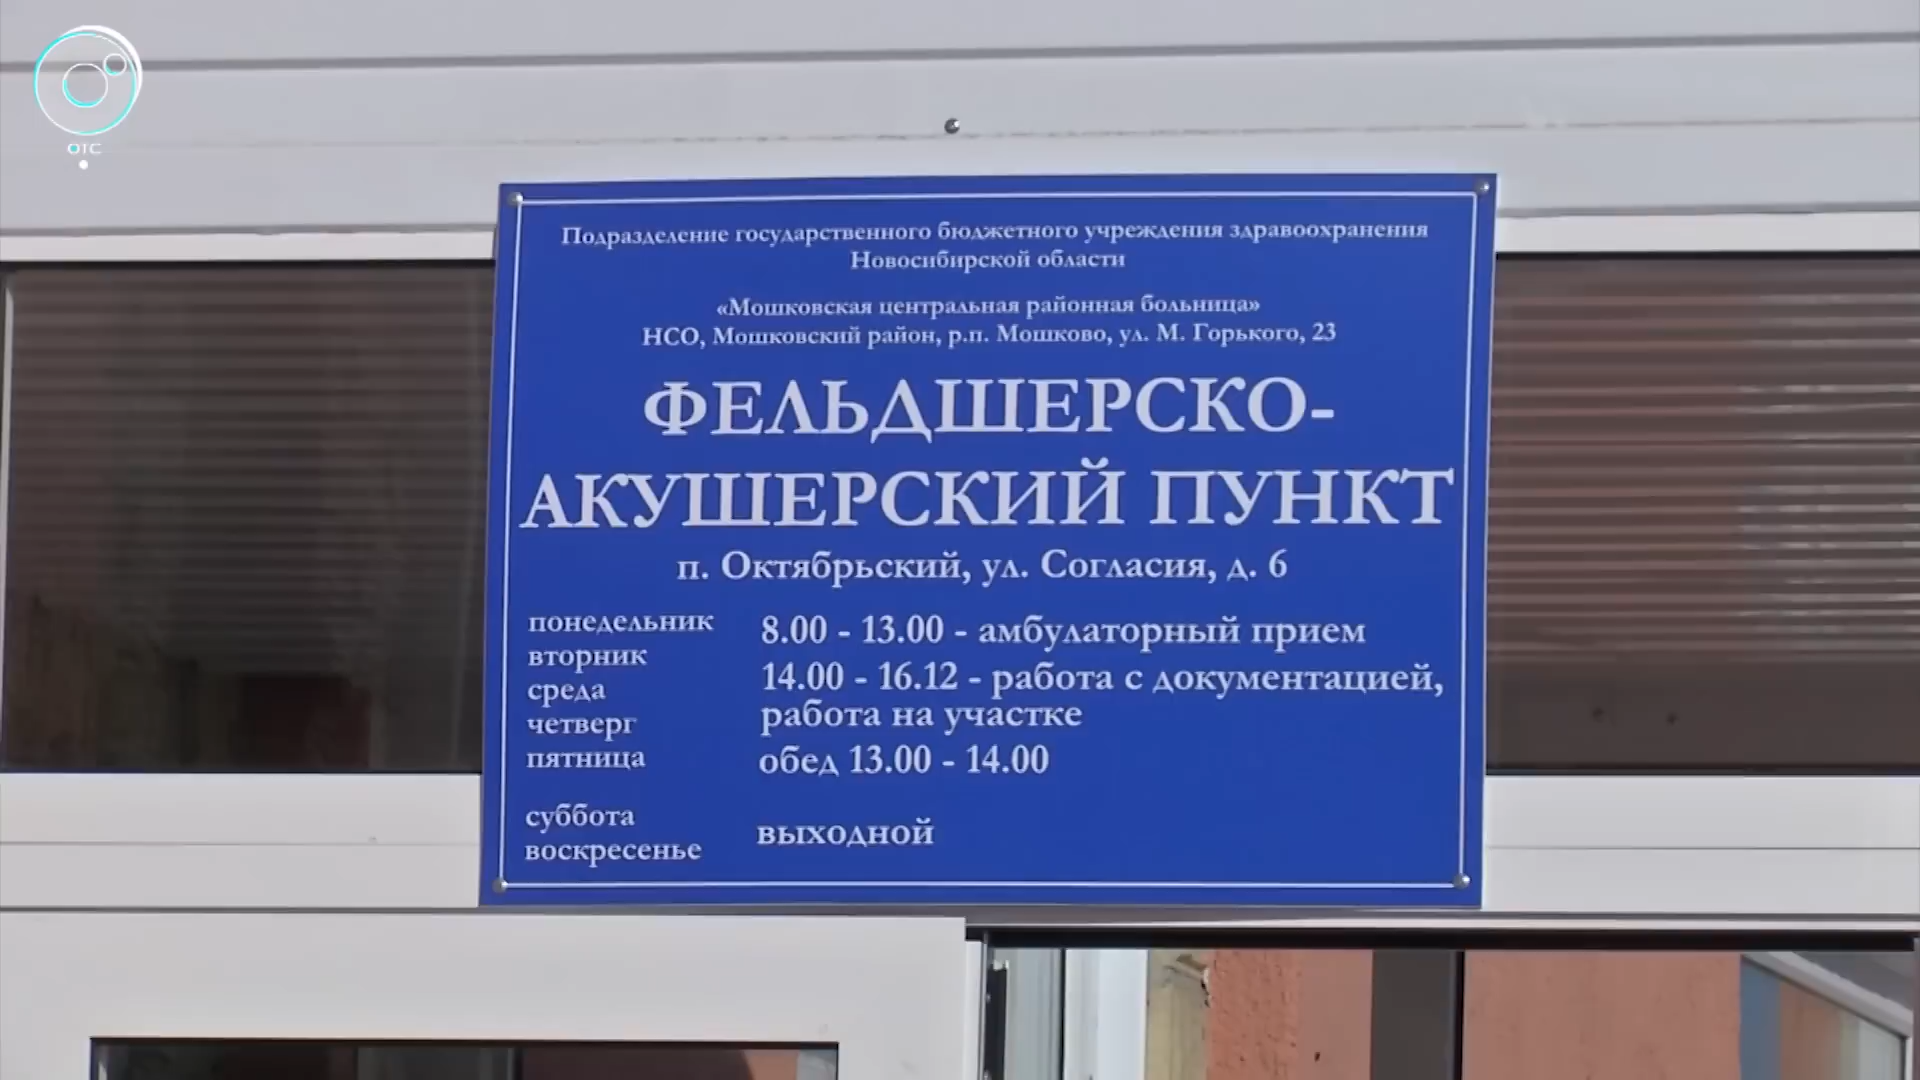 ОТС
Подразделение государственного бюджетного учреждения здравоохранения
Новосибирской области
«Мошковская центральная районная больница»
НСО, Мошковский район, р.п. Мошково, ул. М. Горького, 23
ФЕЛЬДШЕРСКО-
АКУШЕРСКИЙ ПУНКТ
п. Октябрьский, ул. Согласия, д. 6
понедельник
вторник
среда
четверг
пятница
8.00 - 13.00 - амбулаторный прием
14.00 - 16.12 - работа с документацией,
работа на участке
обед 13.00 - 14.00
суббота
воскресенье
выходной